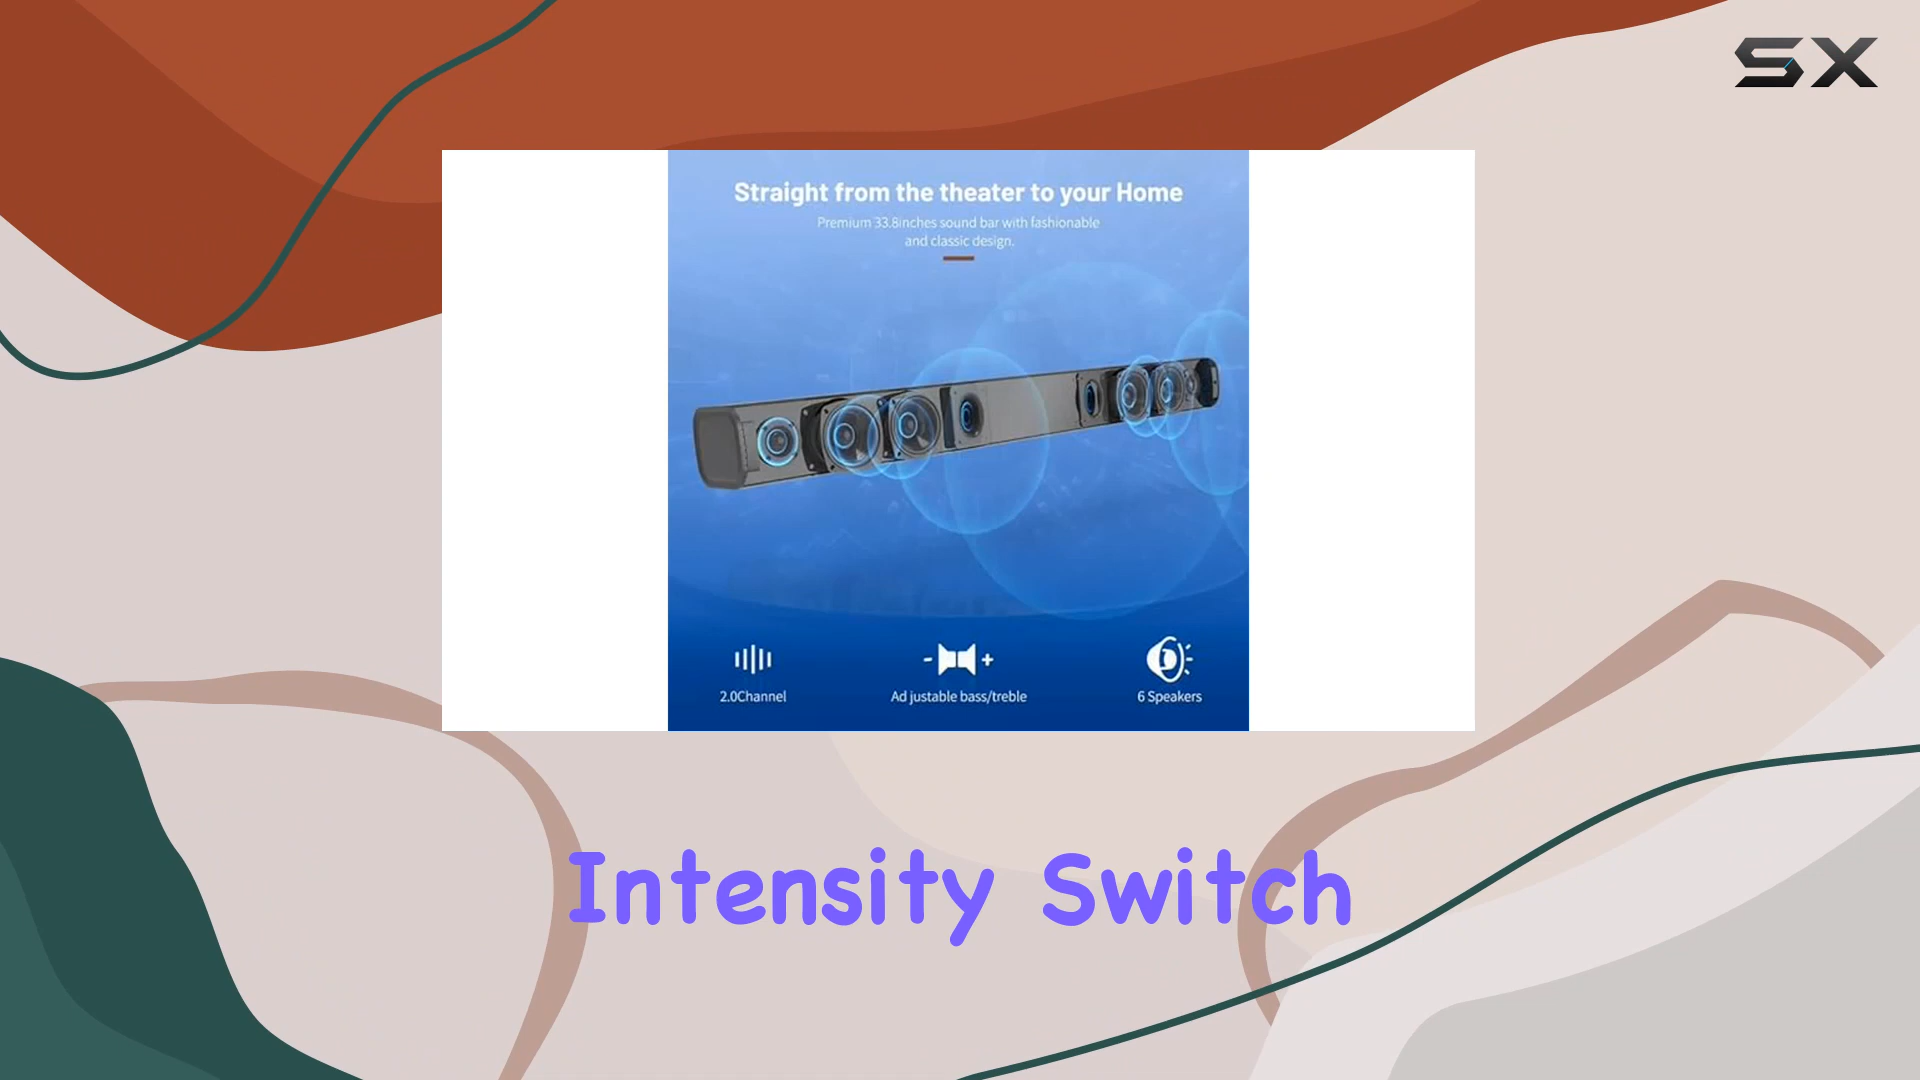 SX
Straight from the theater to your Home
Premium 33.8inches sound bar with fashionable
and classic design.
2.0Channel
Ad justable bass/treble
6 Speakers
Intensity Switch